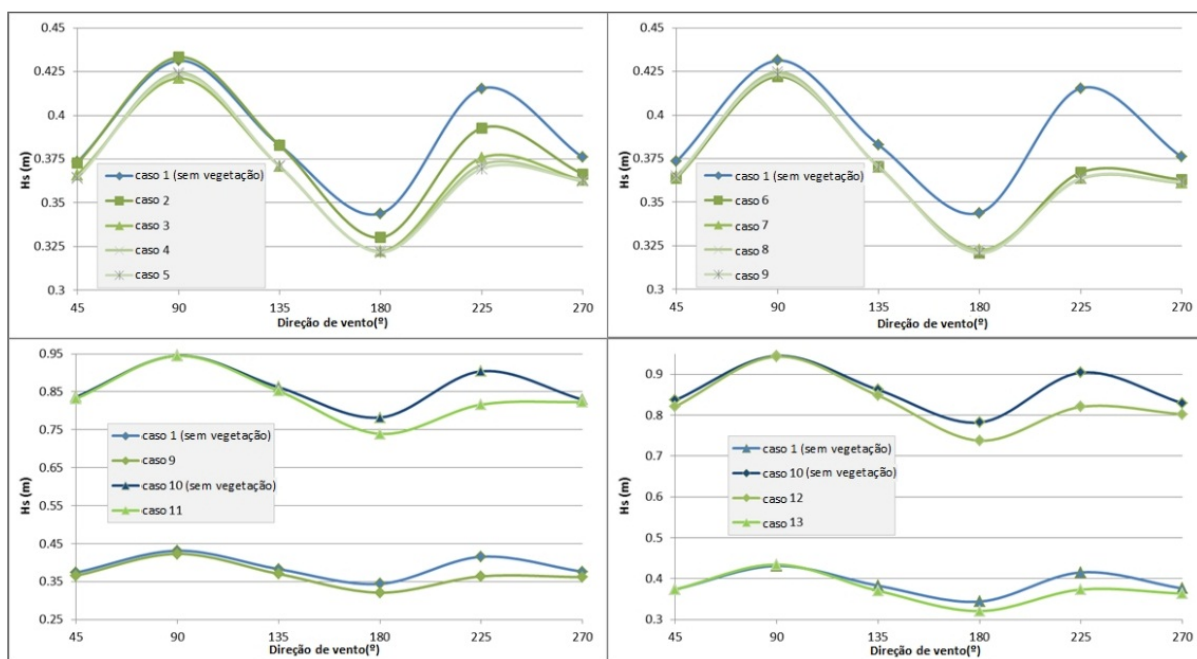 0.45
0.425
0.4
0.375
0.35
0.325
0.3
Hs (m)
caso 1 (sem vegetação)
caso 2
caso 3
caso 4
caso 5
45 90 135 180 225 270
Direção de vento(º)
0.45
0.425
0.4
0.375
0.35
0.325
0.3
Hs (m)
caso 1 (sem vegetação)
caso 6
caso 7
caso 8
caso 9
45 90 135 180 225 270
Direção de vento(º)
0.95
0.85
0.75
0.65
0.55
0.45
0.35
0.25
Hs (m)
caso 1 (sem vegetação)
caso 9
caso 10 (sem vegetação)
caso 11
45 90 135 180 225 270
Direção de vento(º)
0.9
0.8
0.7
0.6
0.5
0.4
0.3
Hs (m)
caso 1 (sem vegetação)
caso 10 (sem vegetação)
caso 12
caso 13
45 90 135 180 225 270
Direção de vento(º)